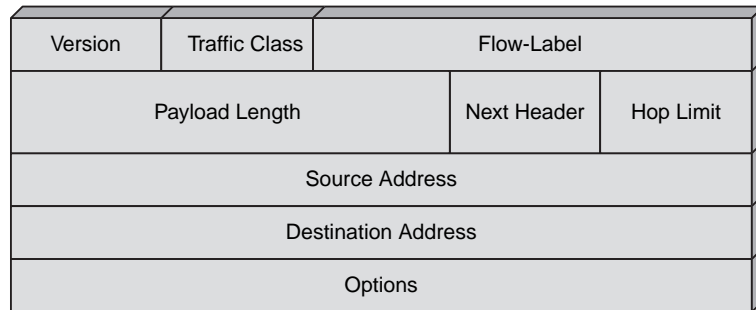 Version Traffic Class Flow-Label
Payload Length Next Header Hop Limit
Source Address
Destination Address
Options